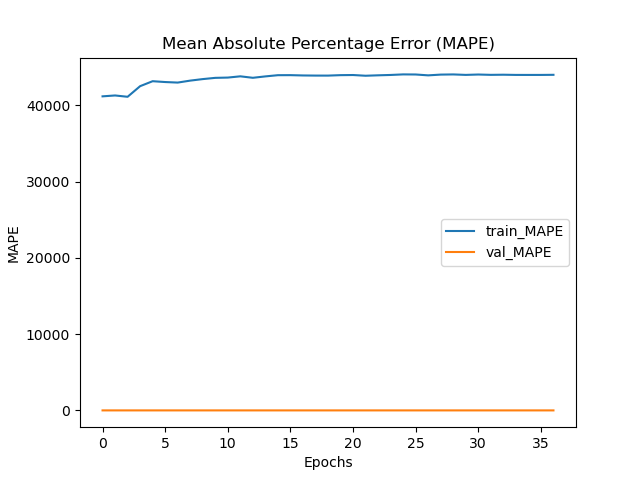 Mean Absolute Percentage Error (MAPE)
MAPE
40000
30000
20000
10000
0
train_MAPE
val_MAPE
0 5 10 15 20 25 30 35
Epochs